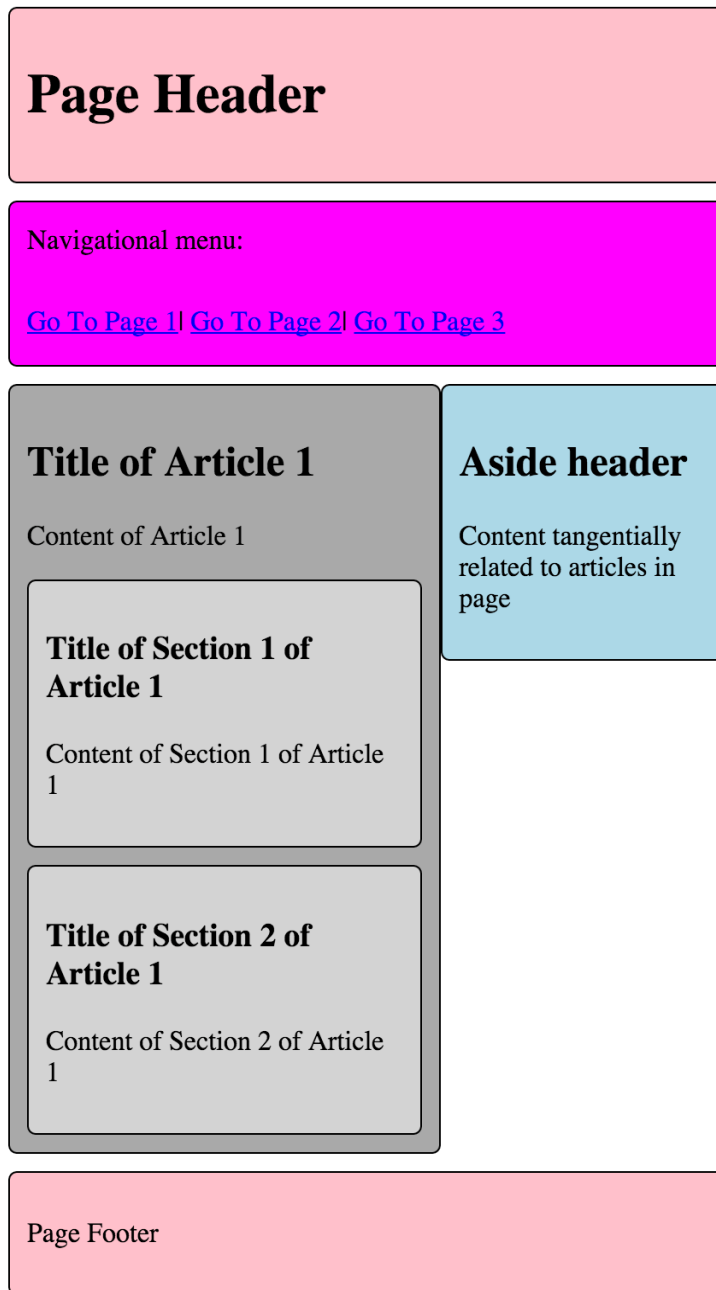 Page Header
Navigational menu:
Go To Page 1| Go To Page 2| Go To Page 3
Title of Article 1
Content of Article 1
Title of Section 1 of
Article 1
Content of Section 1 of Article
1
Title of Section 2 of
Article 1
Content of Section 2 of Article
1
Aside header
Content tangentially
related to articles in
page
Page Footer